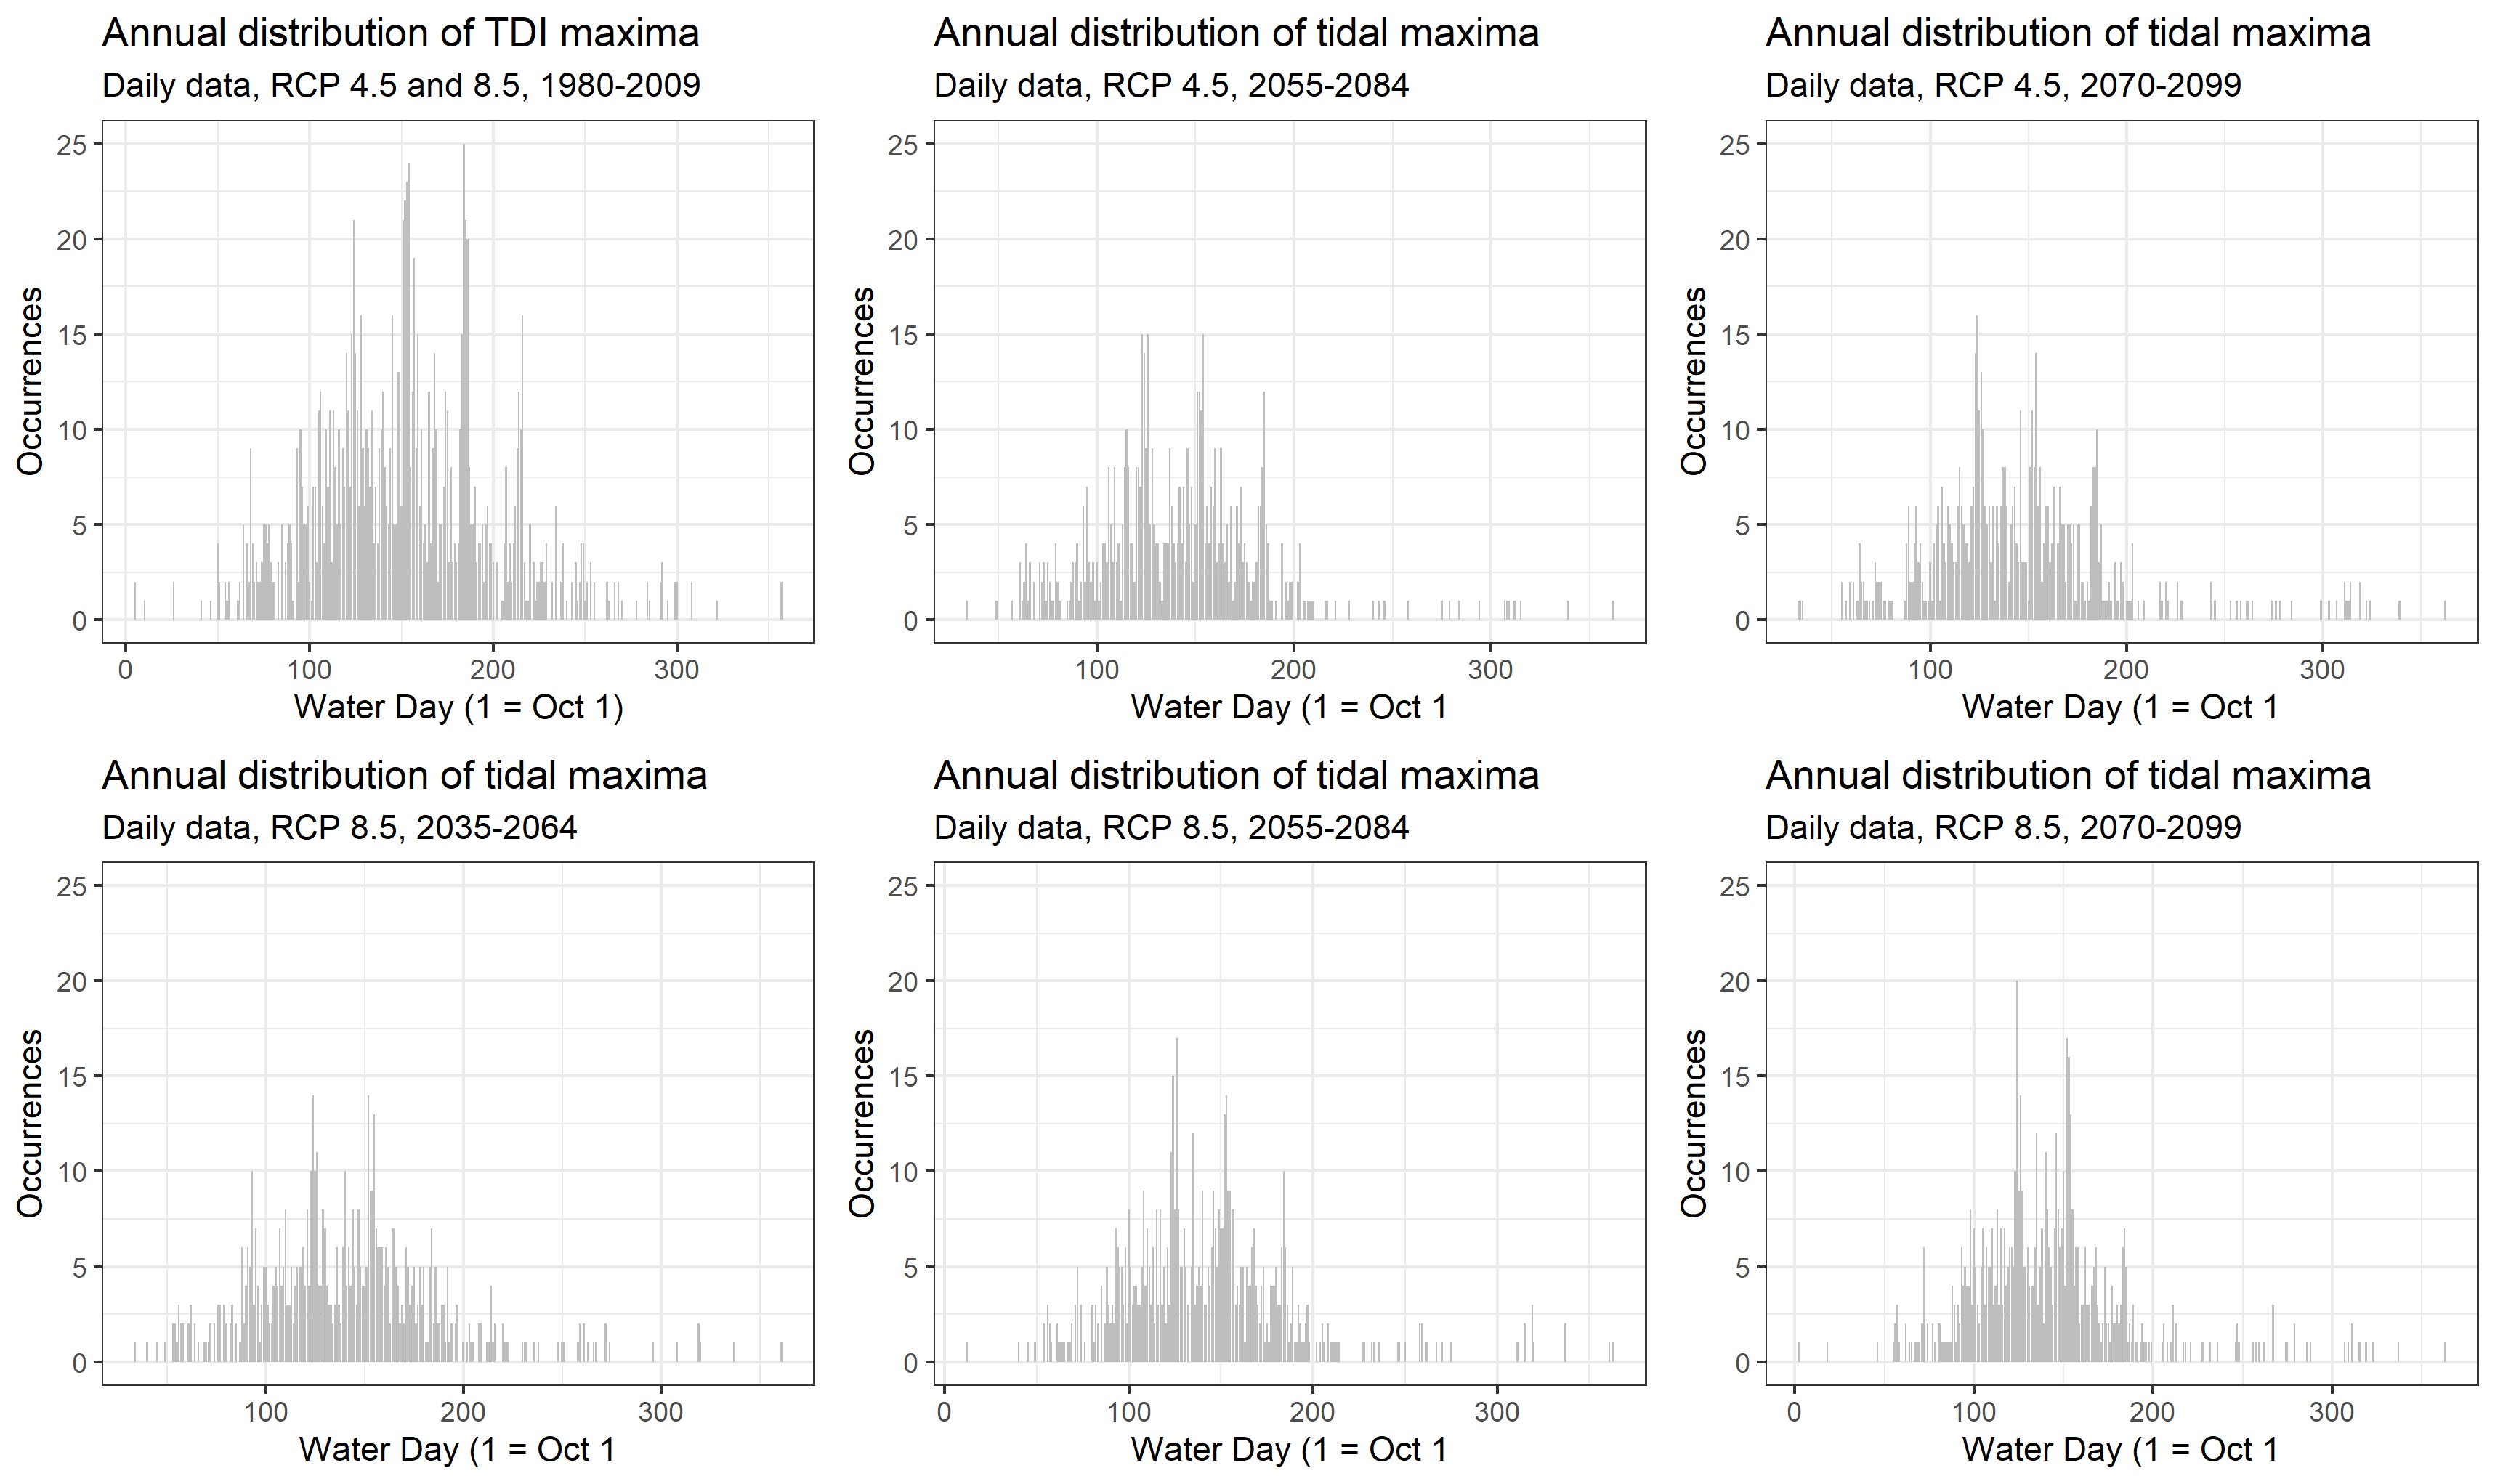 Annual distribution of TDI maxima
Daily data, RCP 4.5 and 8.5, 1980-2009
Occurrences
25
20
15
10
5
0
0 100 200 300
Water Day (1 = Oct 1)
Annual distribution of tidal maxima
Daily data, RCP 4.5, 2055-2084
Occurrences
25
20
15
10
5
0
100 200 300
Water Day (1 = Oct 1
Annual distribution of tidal maxima
Daily data, RCP 4.5, 2070-2099
Occurrences
25
20
15
10
5
0
100 200 300
Water Day (1 = Oct 1
Annual distribution of tidal maxima
Daily data, RCP 8.5, 2035-2064
Occurrences
25
20
15
10
5
0
100 200 300
Water Day (1 = Oct 1
Annual distribution of tidal maxima
Daily data, RCP 8.5, 2055-2084
Occurrences
25
20
15
10
5
0
0 100 200 300
Water Day (1 = Oct 1
Annual distribution of tidal maxima
Daily data, RCP 8.5, 2070-2099
Occurrences
25
20
15
10
5
0
0 100 200 300
Water Day (1 = Oct 1